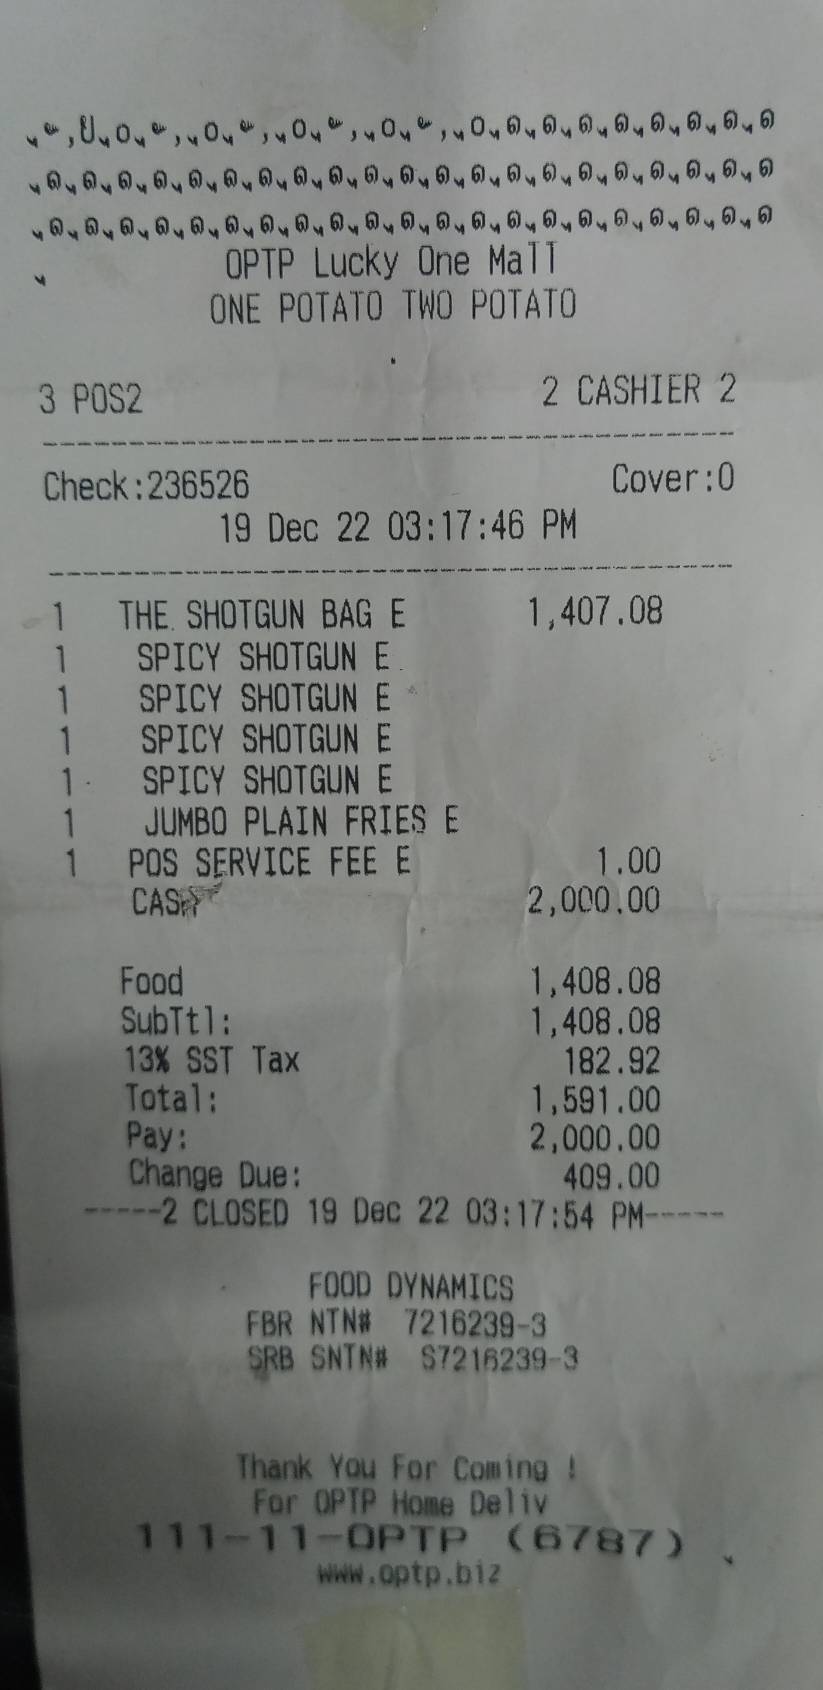 OPTP Lucky One Mall
ONE POTATO TWO POTATO
3 POS2 2 CASHIER 2
Check:236526 Cover:0
19 Dec 22 03:17:46 PM
1 THE SHOTGUN BAG E 1,407.08
1 SPICY SHOTGUN E
1 SPICY SHOTGUN E
1 SPICY SHOTGUN E
1 SPICY SHOTGUN E
1 JUMBO PLAIN FRIES E
1 POS SERVICE FEE E 1.00
CASH 2,000.00
Food 1,408.08
SubTtl: 1,408.08
13% SST Tax 182.92
Total: 1,591.00
Pay: 2,000.00
Change Due: 409.00
-----2 CLOSED 19 Dec 22 03:17:54 PM-----
FOOD DYNAMICS
FBR NTN# 7216239-3
SRB SNTN# S7216239-3
Thank You For Coming !
For OPTP Home Deliv
111-11-OPTP (6787)
www.optp.biz